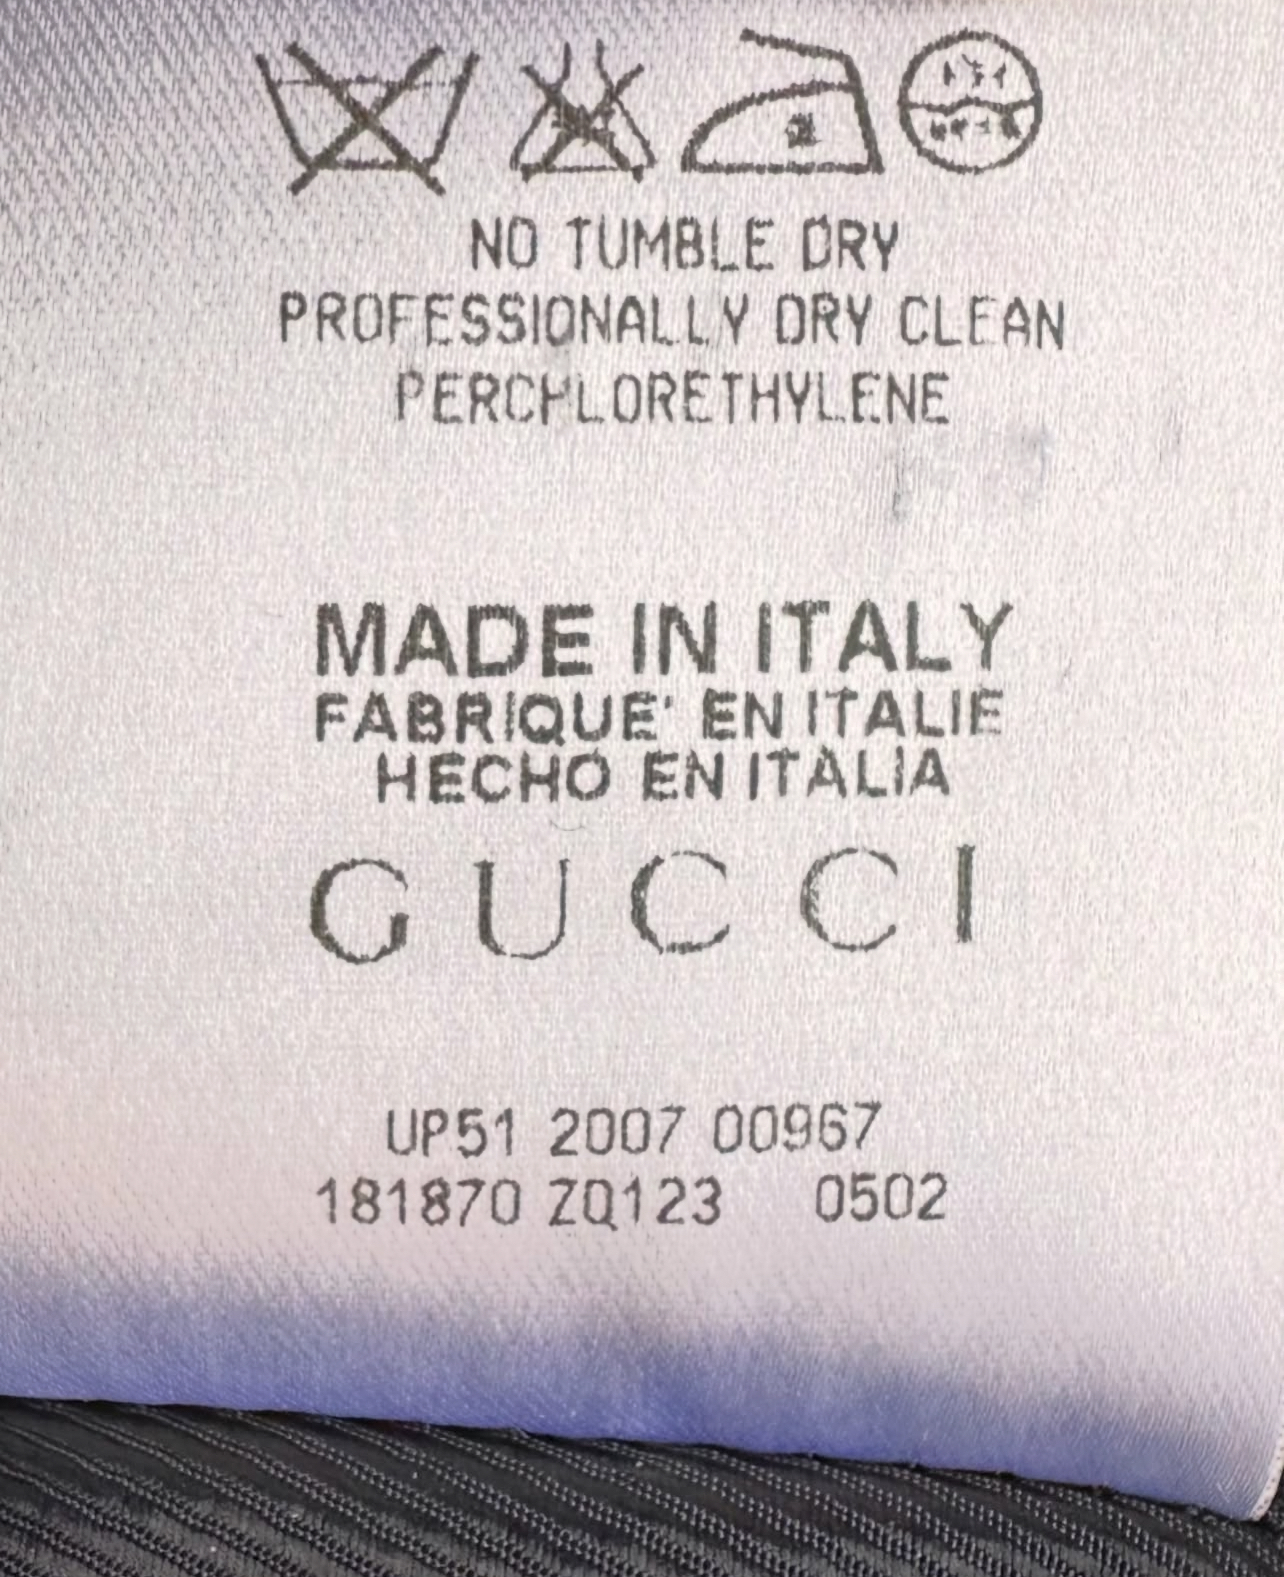 NO TUMBLE DRY
PROFESSIONALLY DRY CLEAN
PERCHLORETHYLENE
MADE IN ITALY
FABRIQUE' EN ITALIE
HECHO EN ITALIA
GUCCI
UP51 2007 00967
181870 ZQ123 0502